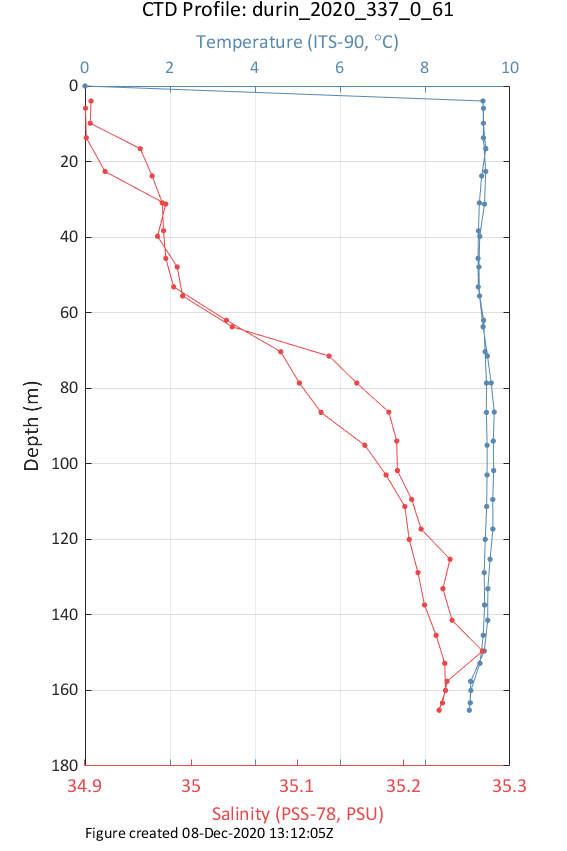 CTD Profile: durin_2020_337_0_61
Temperature (ITS-90, °C)
0 2 4 6 8 10
0
20
40
60
80
100
120
140
160
180
Depth (m)
34.9 35 35.1 35.2 35.3
Salinity (PSS-78, PSU)
Figure created 08-Dec-2020 13:12:05Z